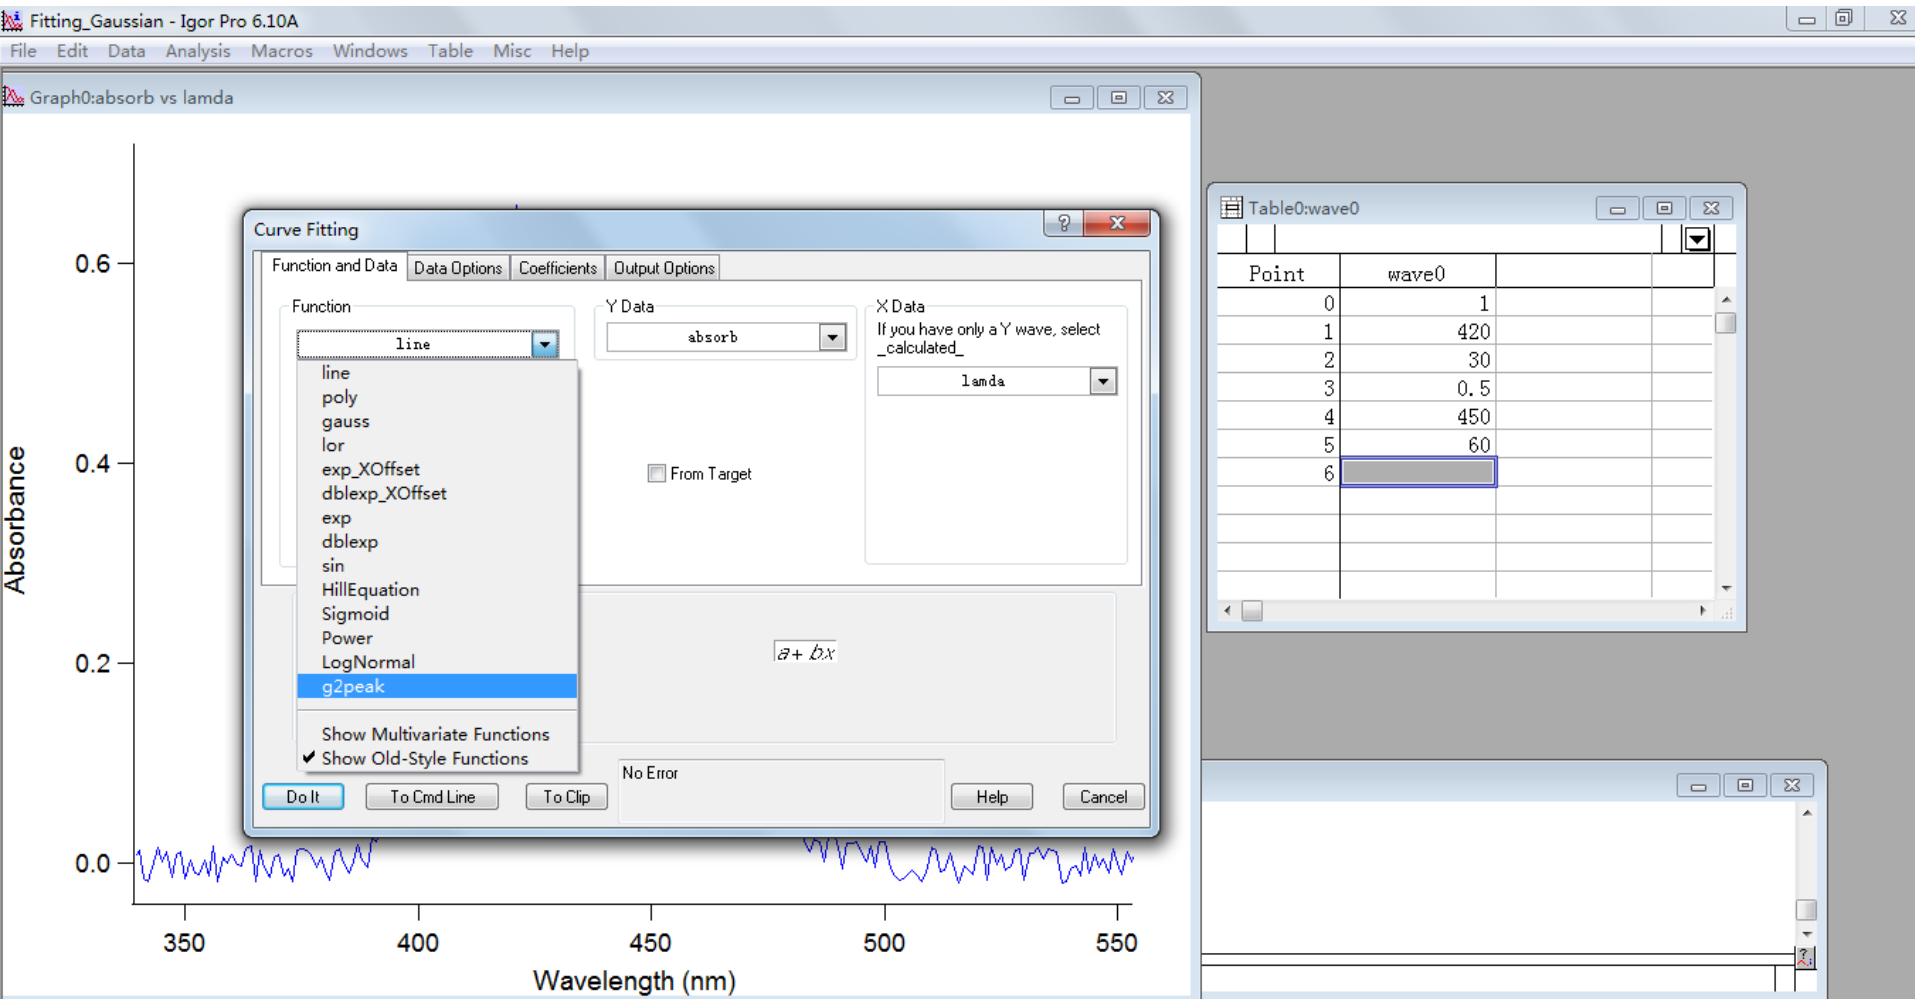 Fitting_Gaussian - Igor Pro 6.10A
File Edit Data Analysis Macros Windows Table Misc Help
Graph0:absorb vs lamda
Absorbance
0.6
0.4
0.2
0.0
350 400 450 500 550
Wavelength (nm)
Curve Fitting
Function and Data Data Options Coefficients Output Options
Function
line
line
poly
gauss
lor
exp_XOffset
dblexp_XOffset
exp
dblexp
sin
HillEquation
Sigmoid
Power
LogNormal
g2peak
Show Multivariate Functions
✔ Show Old-Style Functions
Y Data
absorb
From Target
X Data
If you have only a Y wave, select
_calculated_
lamda
a+ bx
No Error
Do It To Cmd Line To Clip Help Cancel
Table0:wave0
Point wave0
0 1
1 420
2 30
3 0.5
4 450
5 60
6